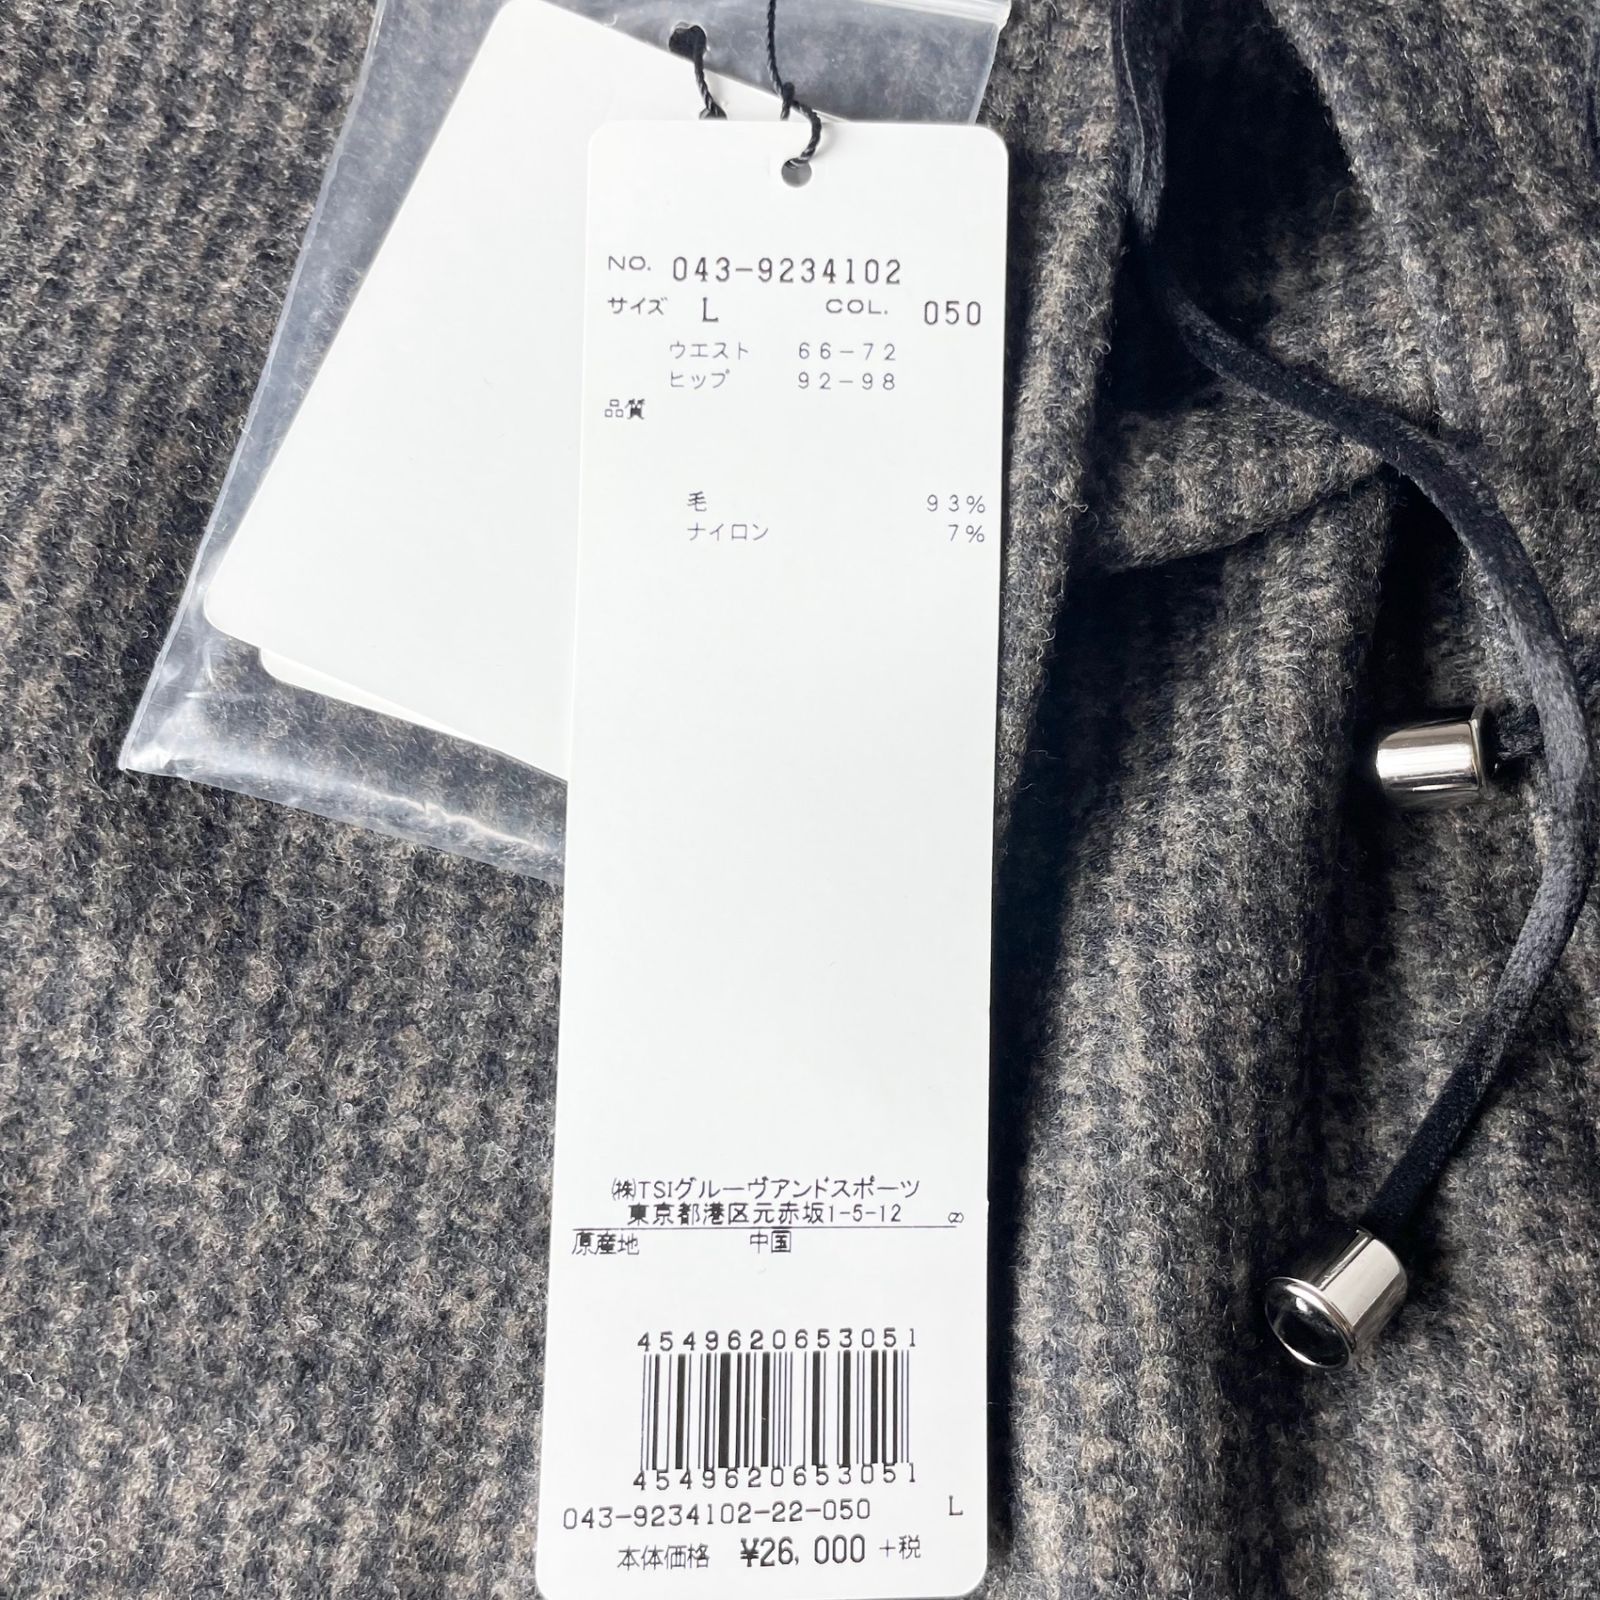 NO. 043-9234102
サイズ L COL. 050
ウエスト 66-72
ヒップ 92-98
品質
毛 93%
ナイロン 7%
㈱TSIグルーヴアンドスポーツ
東京都港区元赤坂1-5-12 (2)
原産地 中国
4549620653051
4549620653051
043-9234102-22-050 L
本体価格 ¥26,000 +税